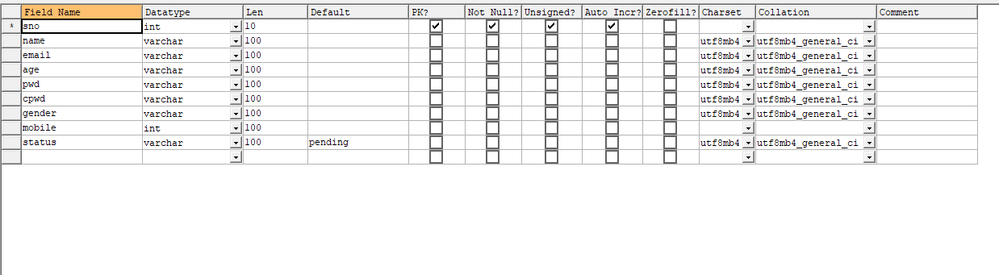 Field Name Datatype Len Default PK? Not Null? Unsigned? Auto Incr? Zerofill? Charset Collation Comment
* sno int 10
name varchar 100 utf8mb4 utf8mb4_general_ci
email varchar 100 utf8mb4 utf8mb4_general_ci
age varchar 100 utf8mb4 utf8mb4_general_ci
pwd varchar 100 utf8mb4 utf8mb4_general_ci
cpwd varchar 100 utf8mb4 utf8mb4_general_ci
gender varchar 100 utf8mb4 utf8mb4_general_ci
mobile int 100
status varchar 100 pending utf8mb4 utf8mb4_general_ci